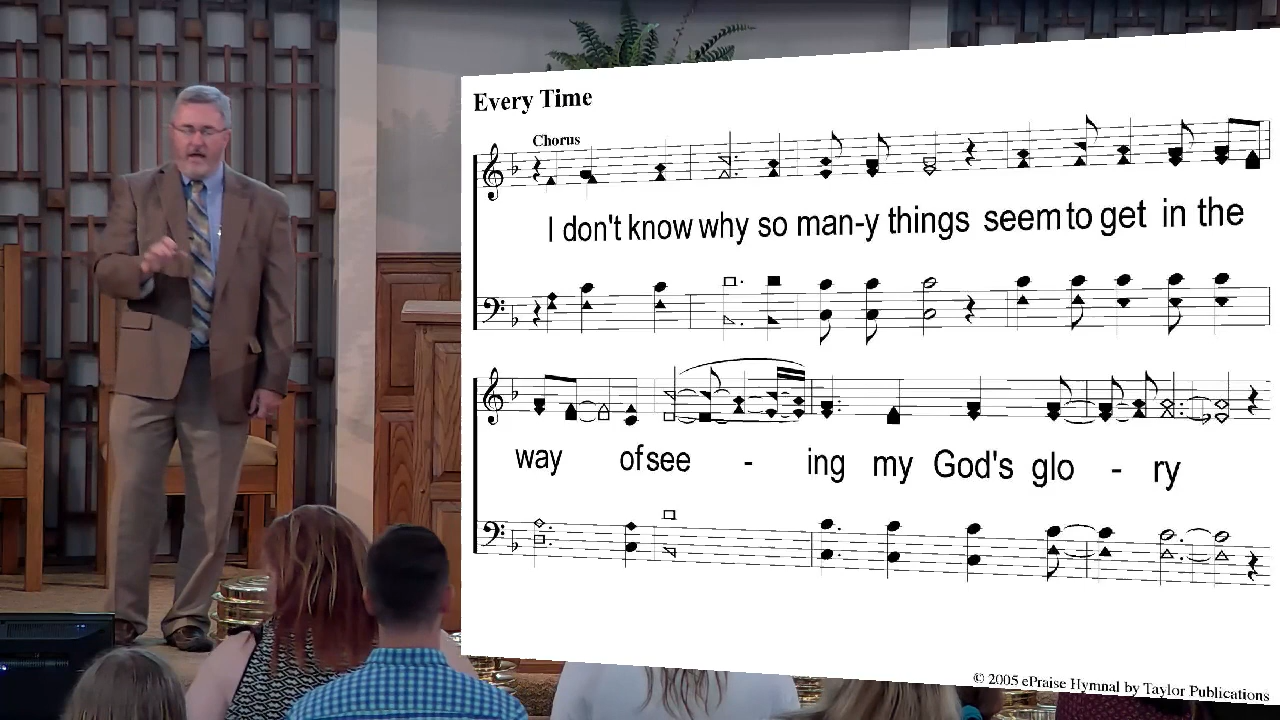 Every Time
Chorus
I don't know why so man-y things seem to get in the
way of see - ing my God's glo - ry
© 2005 ePraise Hymnal by Taylor Publications